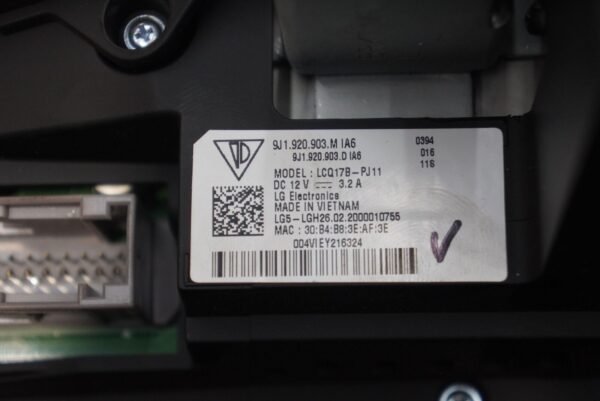 9J1.920.903.M IA6
9J1.920.903.D IA6
0394
016
11S
MODEL : LCQ17B-PJ11
DC 12 V ⎓ 3.2 A
LG Electronics
MADE IN VIETNAM
LG5-LGH26.02.2000010755
MAC : 30:B4:B8:3E:AF:3E
004VIEY216324